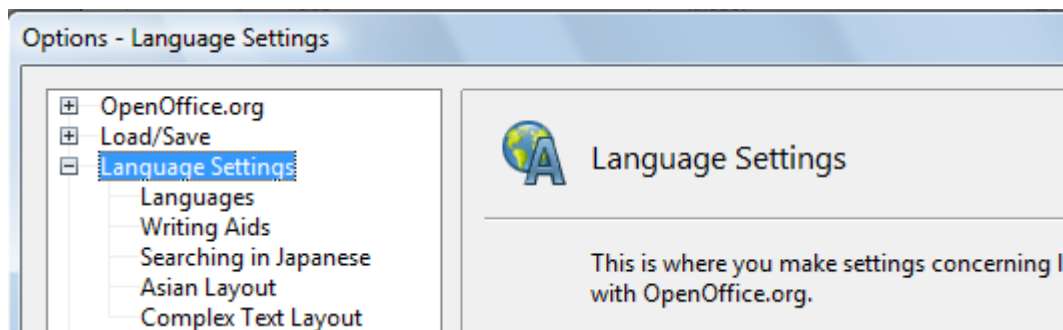 Options - Language Settings
OpenOffice.org
Load/Save
Language Settings
Languages
Writing Aids
Searching in Japanese
Asian Layout
Complex Text Layout
Language Settings
This is where you make settings concerning
with OpenOffice.org.